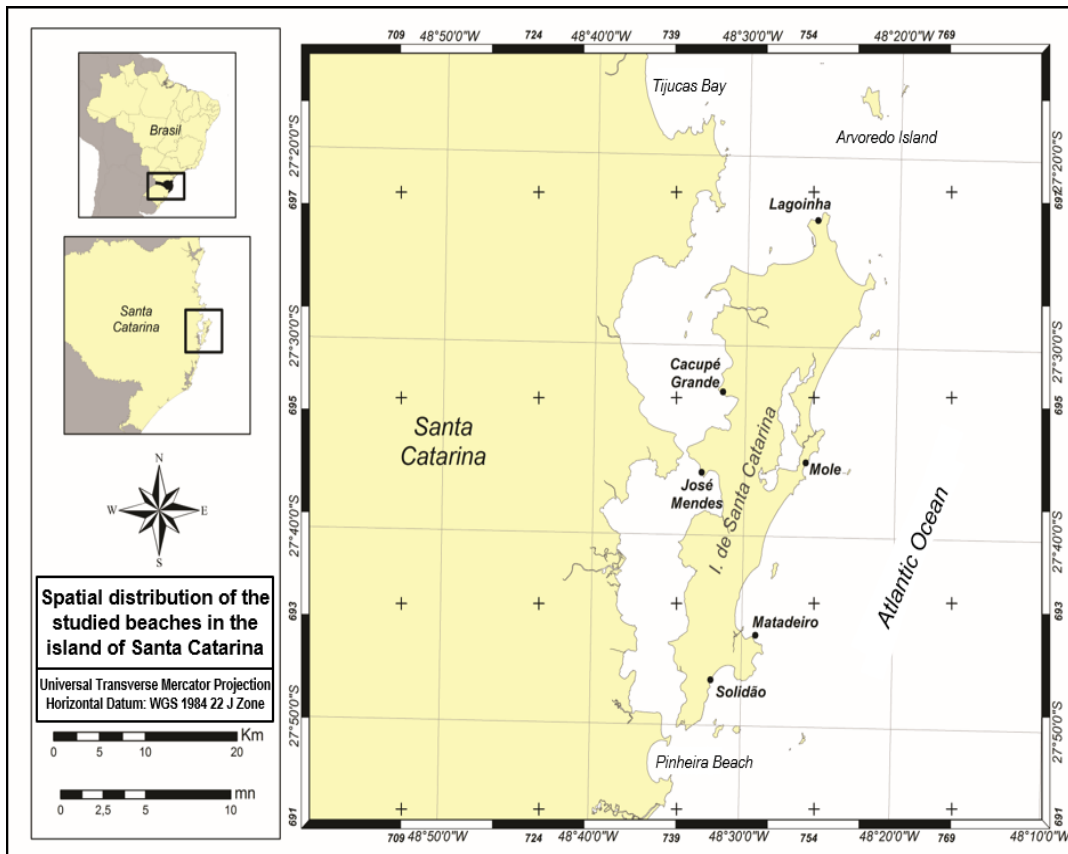 Brasil
Santa
Catarina
N
W
E
S
Spatial distribution of the
studied beaches in the
island of Santa Catarina
Universal Transverse Mercator Projection
Horizontal Datum: WGS 1984 22 J Zone
Km
0 5 10 20
mn
0 2,5 5 10
709 48°50'0"W 724 48°40'0"W 739 48°30'0"W 754 48°20'0"W 769
27°20'0"S
697
27°30'0"S
695
27°40'0"S
693
27°50'0"S
691
Tijucas Bay
Arvoredo Island
Lagoinha
Cacupé
Grande
Santa
Catarina
I. de Santa Catarina
José
Mendes
Mole
Atlantic Ocean
Matadeiro
Solidão
Pinheira Beach
27°20'0"S
697
27°30'0"S
695
27°40'0"S
693
27°50'0"S
691
709 48°50'0"W 724 48°40'0"W 739 48°30'0"W 754 48°20'0"W 769 48°10'0"W